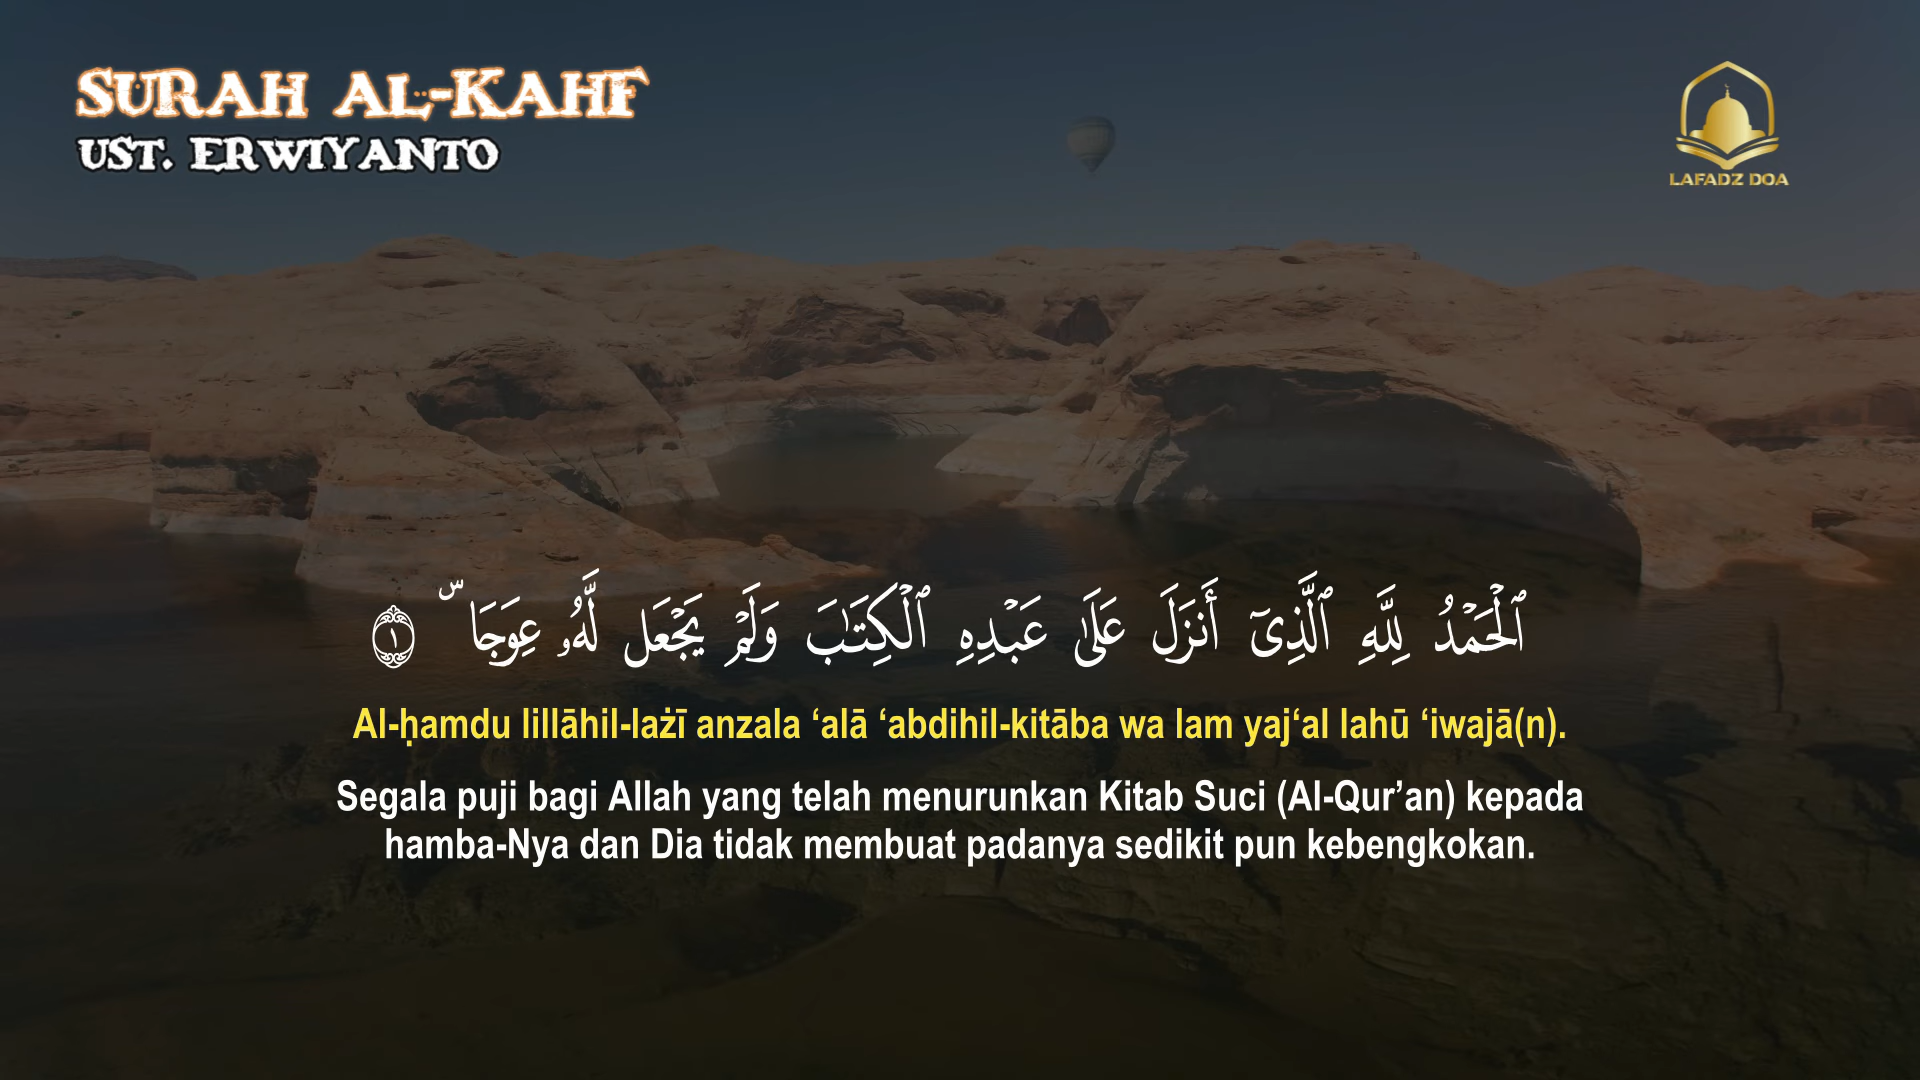 SURAH AL-KAHF
UST. ERWIYANTO
LAFADZ DOA
ٱلْحَمْدُ لِلَّهِ ٱلَّذِىٓ أَنزَلَ عَلَىٰ عَبْدِهِ ٱلْكِتَـٰبَ وَلَمْ يَجْعَل لَّهُۥ عِوَجَا ۜ ١
Al-ḥamdu lillāhil-lażī anzala ‘alā ‘abdihil-kitāba wa lam yaj‘al lahū ‘iwajā(n).
Segala puji bagi Allah yang telah menurunkan Kitab Suci (Al-Qur’an) kepada
hamba-Nya dan Dia tidak membuat padanya sedikit pun kebengkokan.